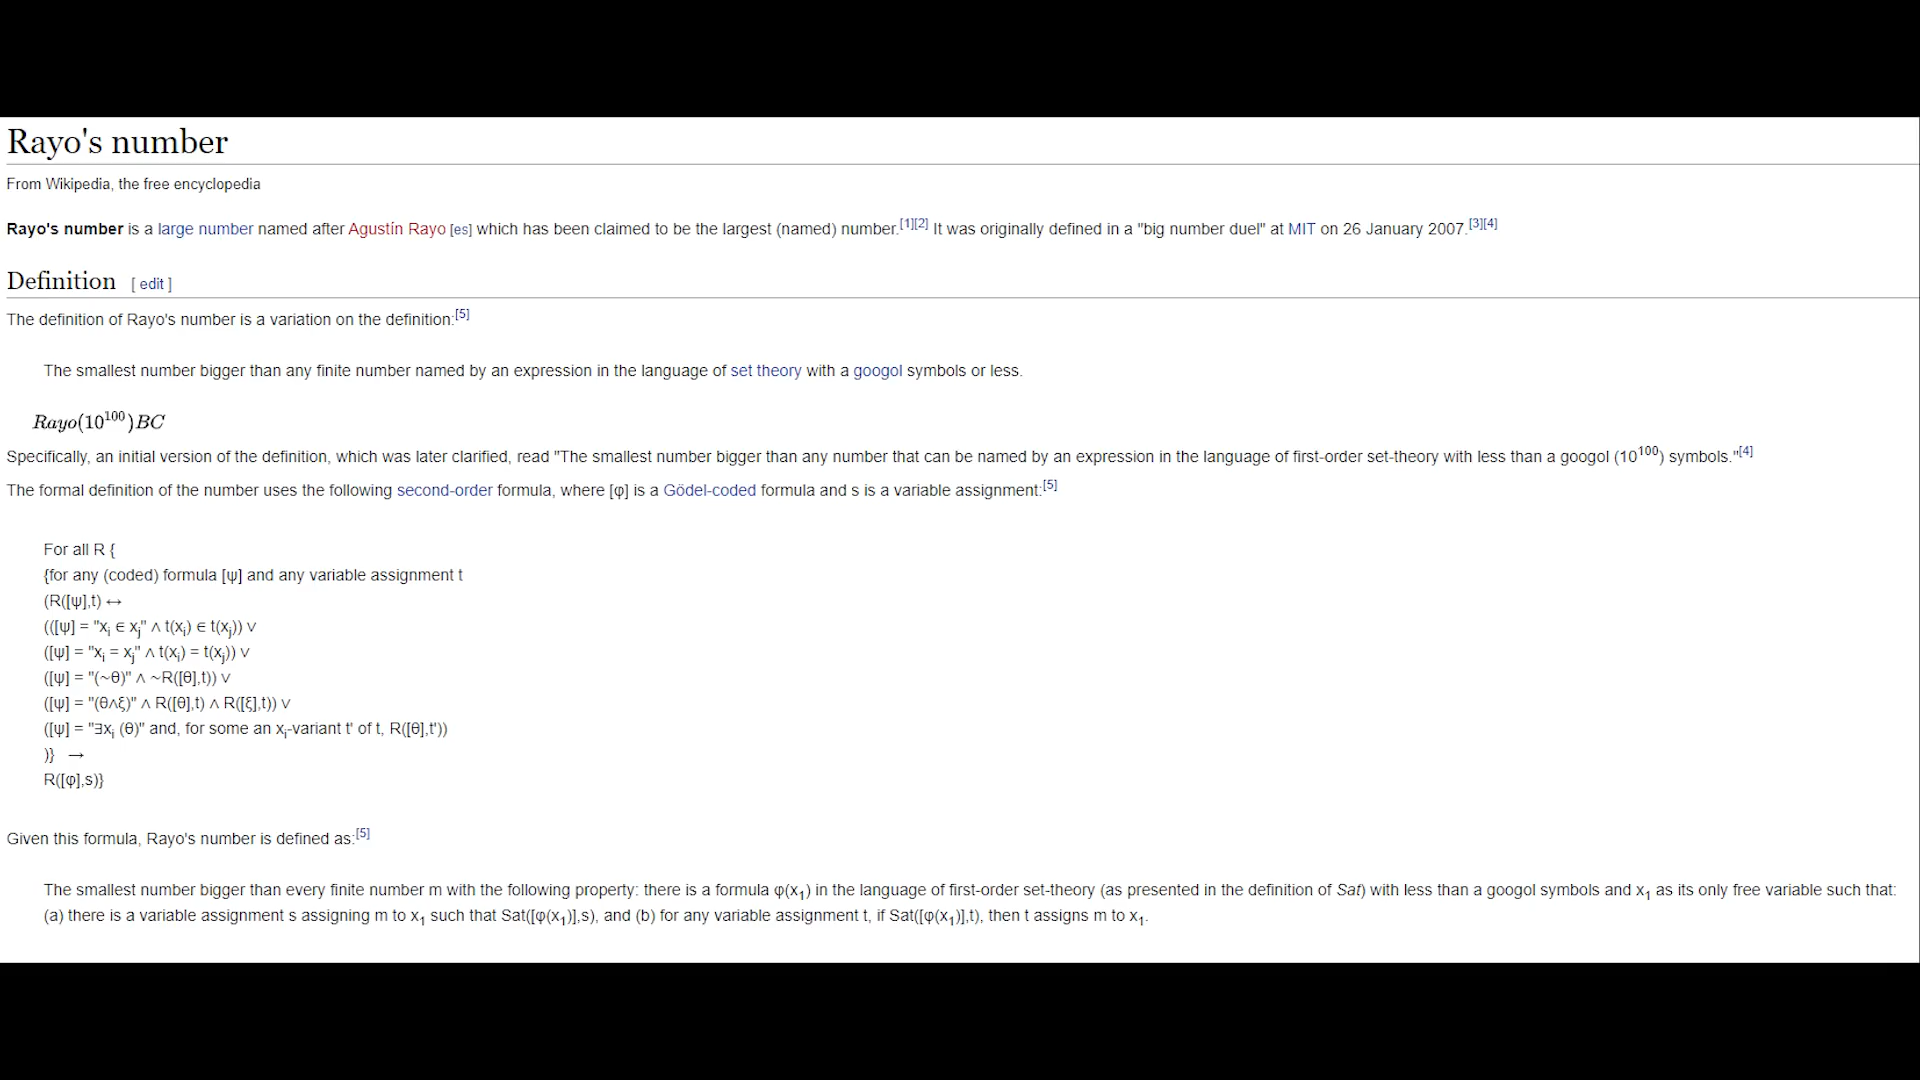 Rayo's number
From Wikipedia, the free encyclopedia
Rayo's number is a large number named after Agustín Rayo [es] which has been claimed to be the largest (named) number.[1][2] It was originally defined in a "big number duel" at MIT on 26 January 2007.[3][4]
Definition [ edit ]
The definition of Rayo's number is a variation on the definition:[5]
The smallest number bigger than any finite number named by an expression in the language of set theory with a googol symbols or less.
Rayo(10¹⁰⁰)BC
Specifically, an initial version of the definition, which was later clarified, read "The smallest number bigger than any number that can be named by an expression in the language of first-order set-theory with less than a googol (10¹⁰⁰) symbols."[4]
The formal definition of the number uses the following second-order formula, where [φ] is a Gödel-coded formula and s is a variable assignment:[5]
For all R {
{for any (coded) formula [ψ] and any variable assignment t
(R([ψ],t) ↔
(([ψ] = "xᵢ ∈ xⱼ" ∧ t(xᵢ) ∈ t(xⱼ)) ∨
([ψ] = "xᵢ = xⱼ" ∧ t(xᵢ) = t(xⱼ)) ∨
([ψ] = "(~θ)" ∧ ~R([θ],t)) ∨
([ψ] = "(θ∧ξ)" ∧ R([θ],t) ∧ R([ξ],t)) ∨
([ψ] = "∃xᵢ (θ)" and, for some an xᵢ-variant t' of t, R([θ],t'))
)} →
R([φ],s)}
Given this formula, Rayo's number is defined as:[5]
The smallest number bigger than every finite number m with the following property: there is a formula φ(x₁) in the language of first-order set-theory (as presented in the definition of Sat) with less than a googol symbols and x₁ as its only free variable such that:
(a) there is a variable assignment s assigning m to x₁ such that Sat([φ(x₁)],s), and (b) for any variable assignment t, if Sat([φ(x₁)],t), then t assigns m to x₁.